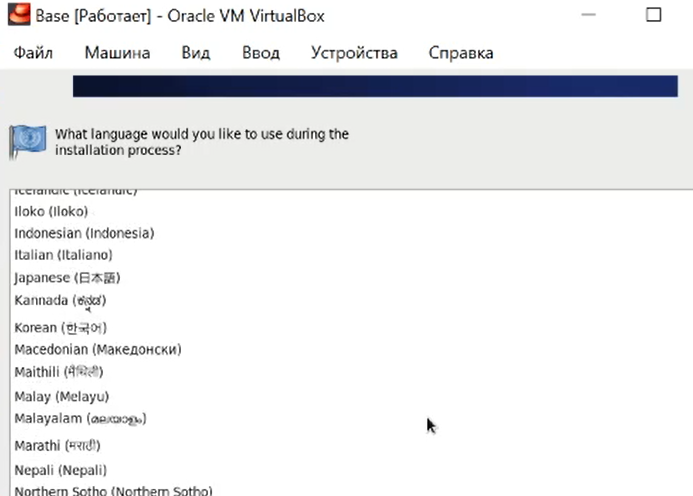 Base [Работает] - Oracle VM VirtualBox
Файл Машина Вид Ввод Устройства Справка
What language would you like to use during the
installation process?
Icelandic (Icelandic)
Iloko (Iloko)
Indonesian (Indonesia)
Italian (Italiano)
Japanese (日本語)
Kannada (ಕನ್ನಡ)
Korean (한국어)
Macedonian (Македонски)
Maithili (मैथिली)
Malay (Melayu)
Malayalam (മലയാളം)
Marathi (मराठी)
Nepali (Nepali)
Northern Sotho (Northern Sotho)